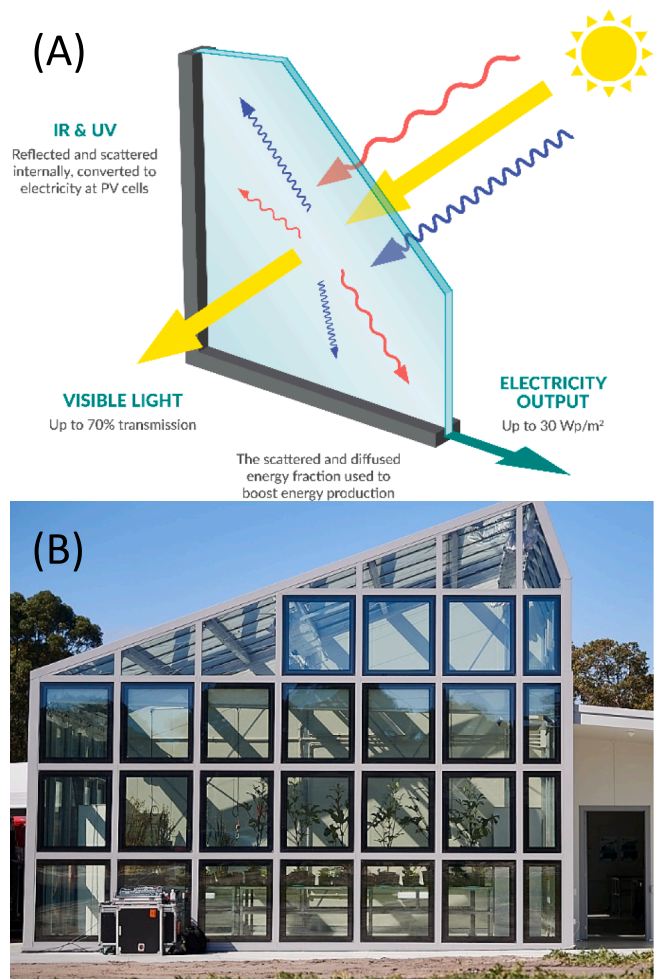 (A)
IR & UV
Reflected and scattered
internally, converted to
electricity at PV cells
VISIBLE LIGHT
Up to 70% transmission
ELECTRICITY
OUTPUT
Up to 30 Wp/m²
The scattered and diffused
energy fraction used to
boost energy production
(B)